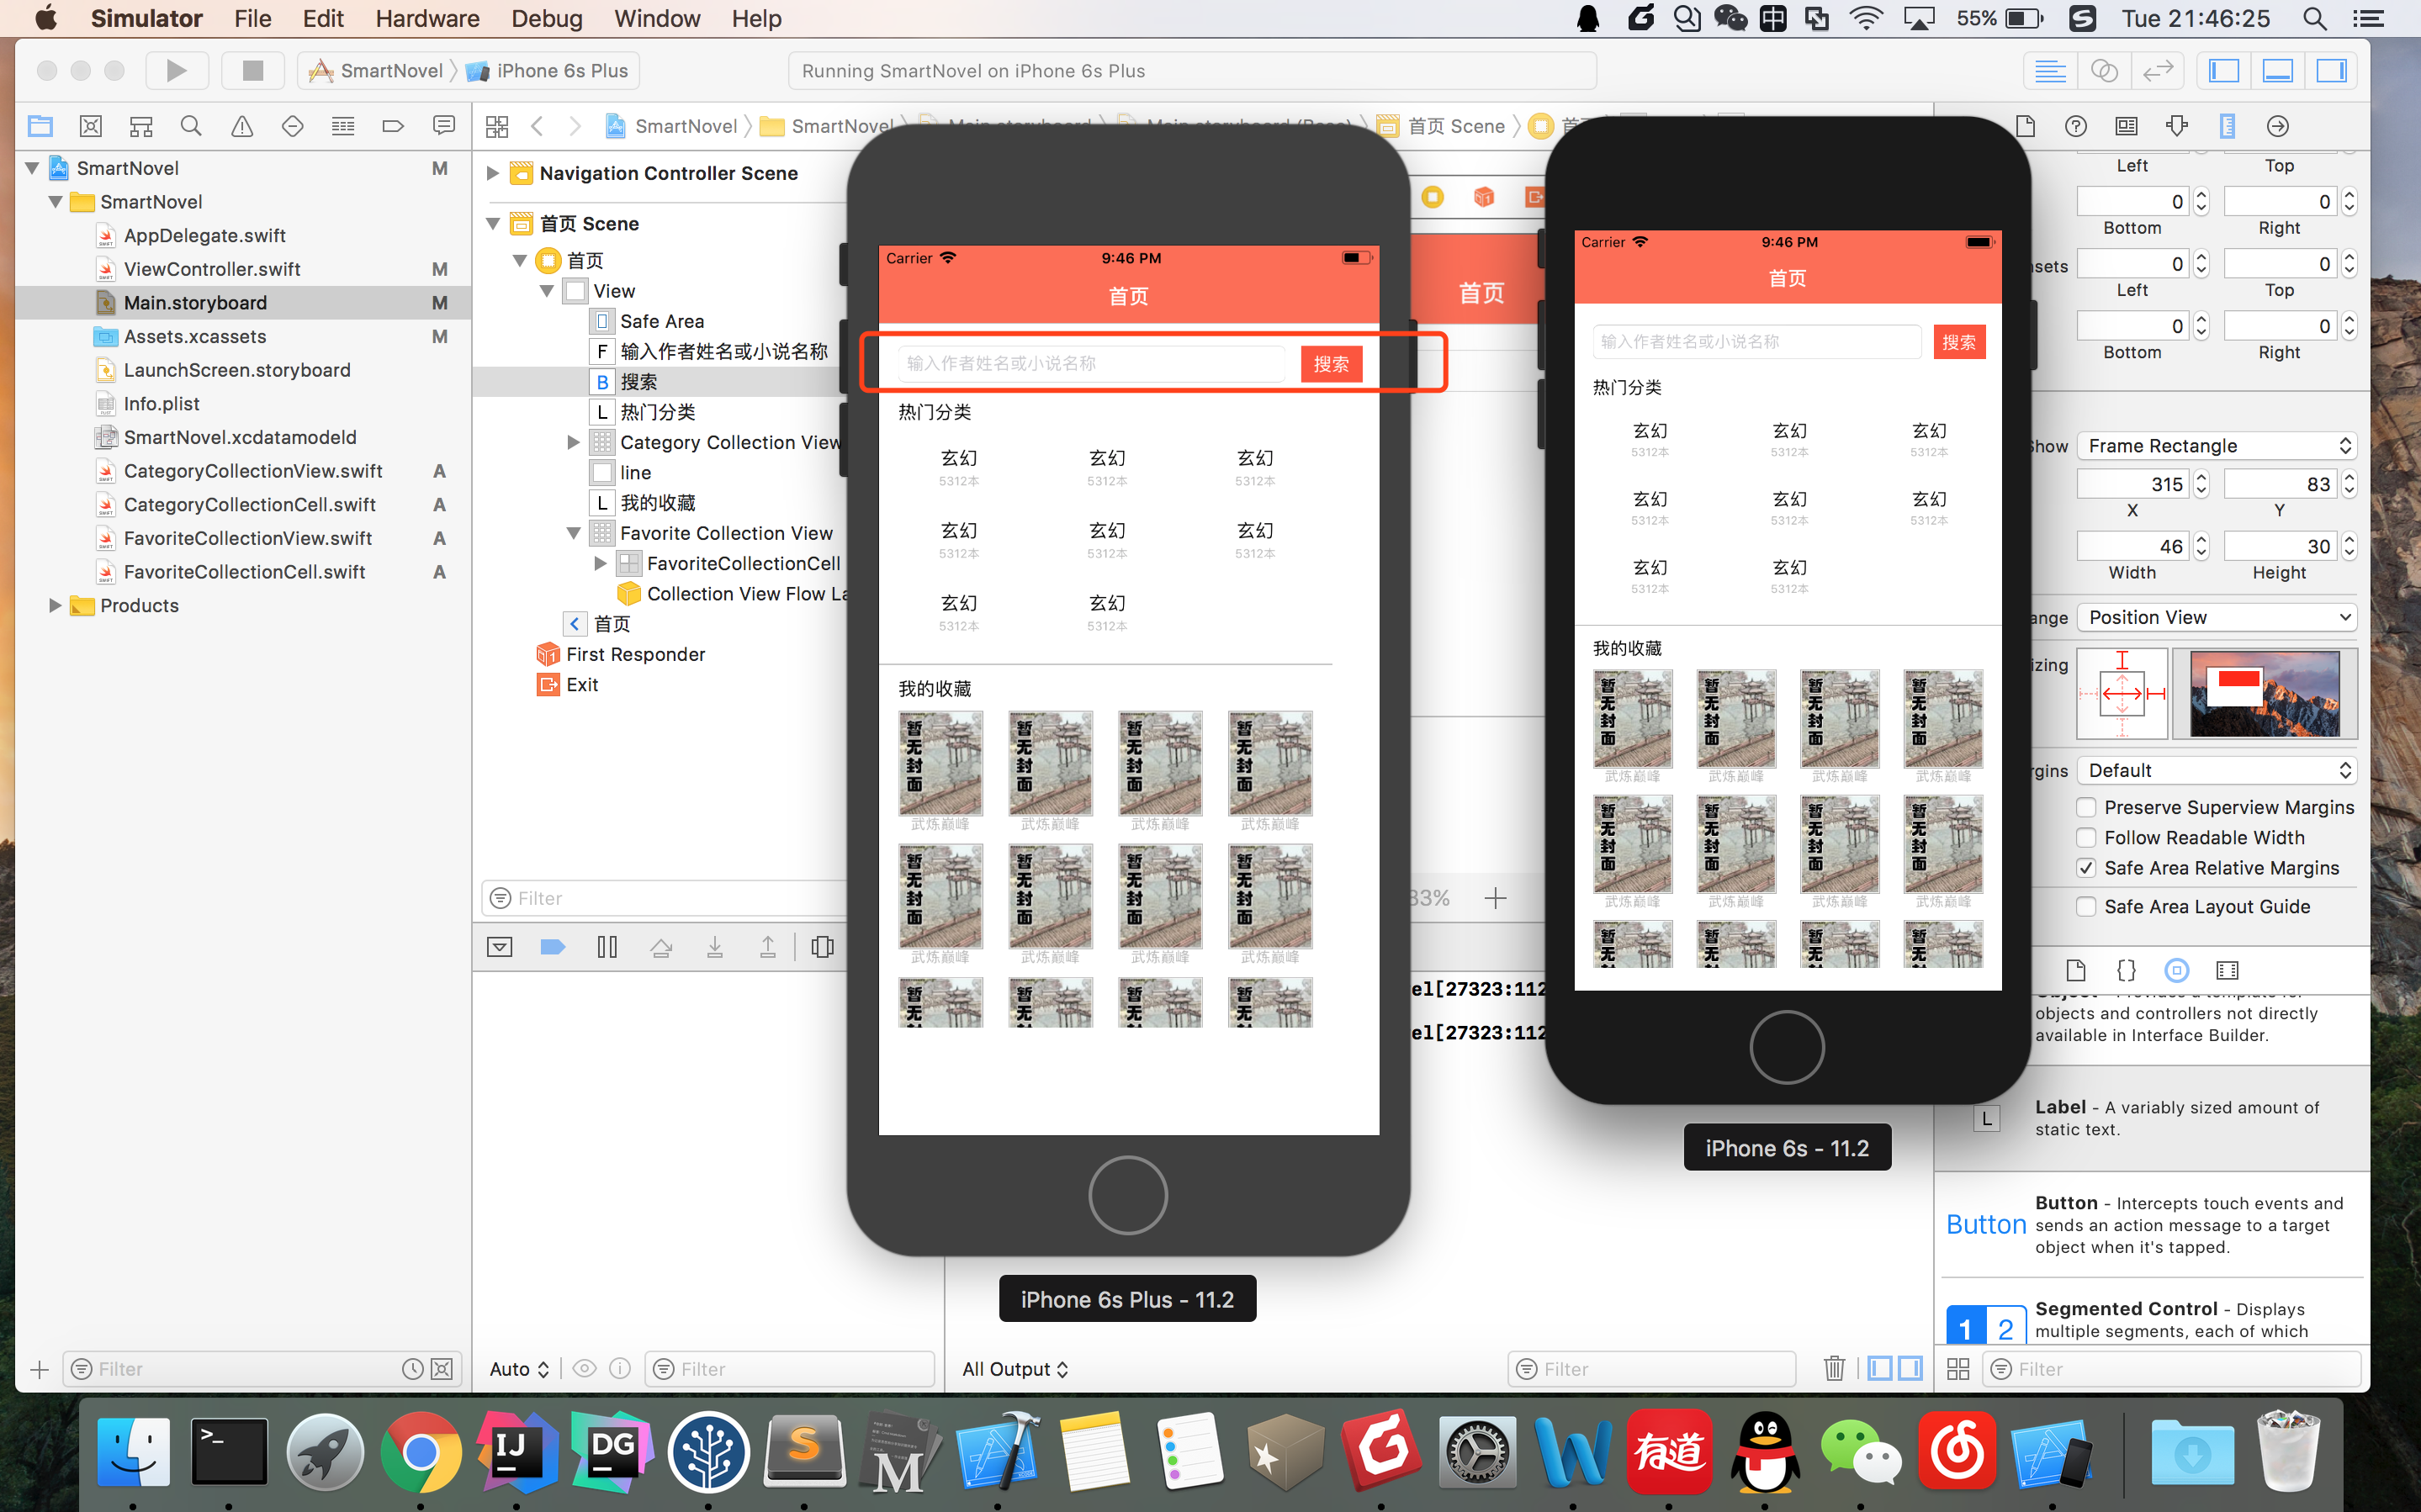 Simulator File Edit Hardware Debug Window Help
55% Tue 21:46:25
SmartNovel iPhone 6s Plus
Running SmartNovel on iPhone 6s Plus
SmartNovel SmartNovel 首页 Scene
SmartNovel M
SmartNovel
AppDelegate.swift
ViewController.swift M
Main.storyboard M
Assets.xcassets M
LaunchScreen.storyboard
Info.plist
SmartNovel.xcdatamodeld
CategoryCollectionView.swift A
CategoryCollectionCell.swift A
FavoriteCollectionView.swift A
FavoriteCollectionCell.swift A
Products
Filter
Navigation Controller Scene
首页 Scene
首页
View
Safe Area
F 输入作者姓名或小说名称
B 搜索
L 热门分类
Category Collection View
line
L 我的收藏
Favorite Collection View
FavoriteCollectionCell
Collection View Flow La
首页
First Responder
Exit
Filter
Auto
Filter
All Output
Filter
Carrier 9:46 PM
首页
输入作者姓名或小说名称 搜索
热门分类
玄幻 玄幻 玄幻
5312本 5312本 5312本
玄幻 玄幻 玄幻
5312本 5312本 5312本
玄幻 玄幻
5312本 5312本
我的收藏
暂无封面 暂无封面 暂无封面 暂无封面
武炼巅峰 武炼巅峰 武炼巅峰 武炼巅峰
暂无封面 暂无封面 暂无封面 暂无封面
武炼巅峰 武炼巅峰 武炼巅峰 武炼巅峰
暂无 暂无 暂无 暂无
iPhone 6s Plus - 11.2
首页
33%
el[27323:112
el[27323:112
Carrier 9:46 PM
首页
输入作者姓名或小说名称 搜索
热门分类
玄幻 玄幻 玄幻
5312本 5312本 5312本
玄幻 玄幻 玄幻
5312本 5312本 5312本
玄幻 玄幻
5312本 5312本
我的收藏
暂无封面 暂无封面 暂无封面 暂无封面
武炼巅峰 武炼巅峰 武炼巅峰 武炼巅峰
暂无封面 暂无封面 暂无封面 暂无封面
武炼巅峰 武炼巅峰 武炼巅峰 武炼巅峰
暂无 暂无 暂无 暂无
iPhone 6s - 11.2
Left Top
0 0
Bottom Right
sets 0 0
Left Top
0 0
Bottom Right
how Frame Rectangle
315 83
X Y
46 30
Width Height
ange Position View
izing
rgins Default
Preserve Superview Margins
Follow Readable Width
Safe Area Relative Margins
Safe Area Layout Guide
objects and controllers not directly
available in Interface Builder.
L
Label - A variably sized amount of
static text.
Button
Button - Intercepts touch events and
sends an action message to a target
object when it's tapped.
1 2
Segmented Control - Displays
multiple segments, each of which
Filter
IJ
DG
S
M
有道